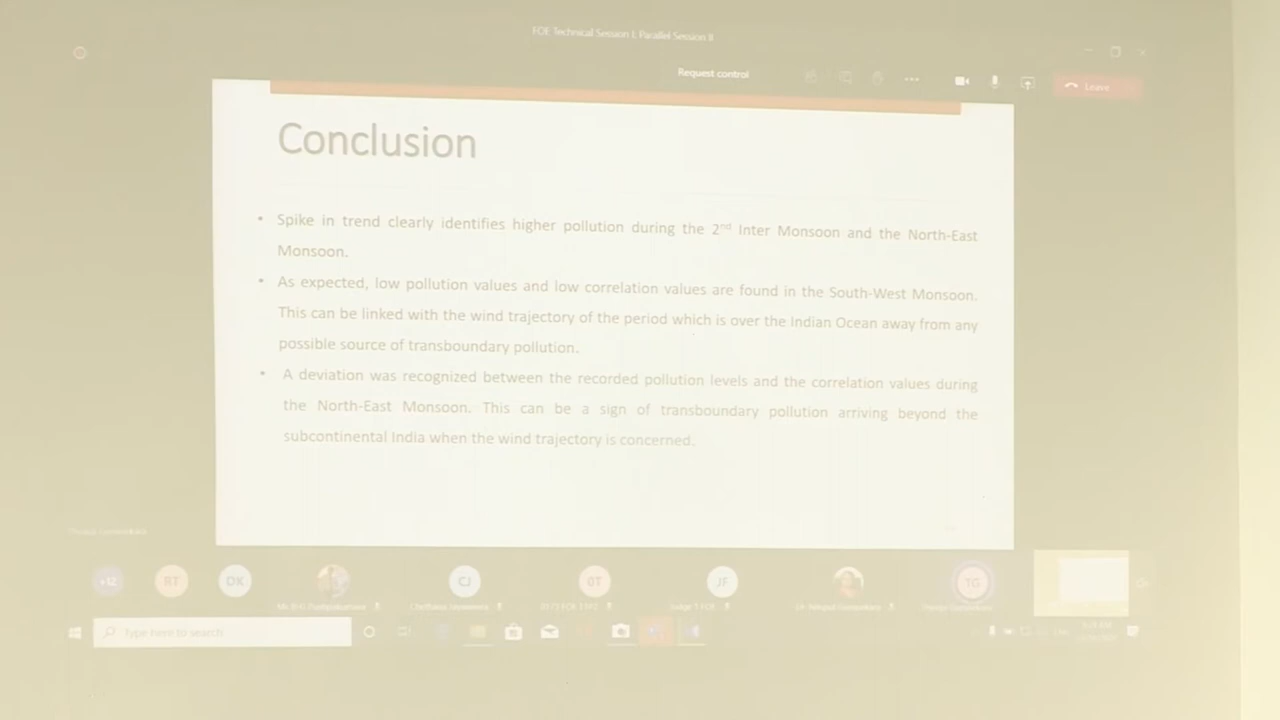 FOE Technical Session I: Parallel Session II
Request control
Leave
Conclusion
• Spike in trend clearly identifies higher pollution during the 2nd Inter Monsoon and the North-East
Monsoon.
• As expected, low pollution values and low correlation values are found in the South-West Monsoon.
This can be linked with the wind trajectory of the period which is over the Indian Ocean away from any
possible source of transboundary pollution.
• A deviation was recognized between the recorded pollution levels and the correlation values during
the North-East Monsoon. This can be a sign of transboundary pollution arriving beyond the
subcontinental India when the wind trajectory is concerned.
+12
RT
DK
CJ
0T
JF
TG
Type here to search